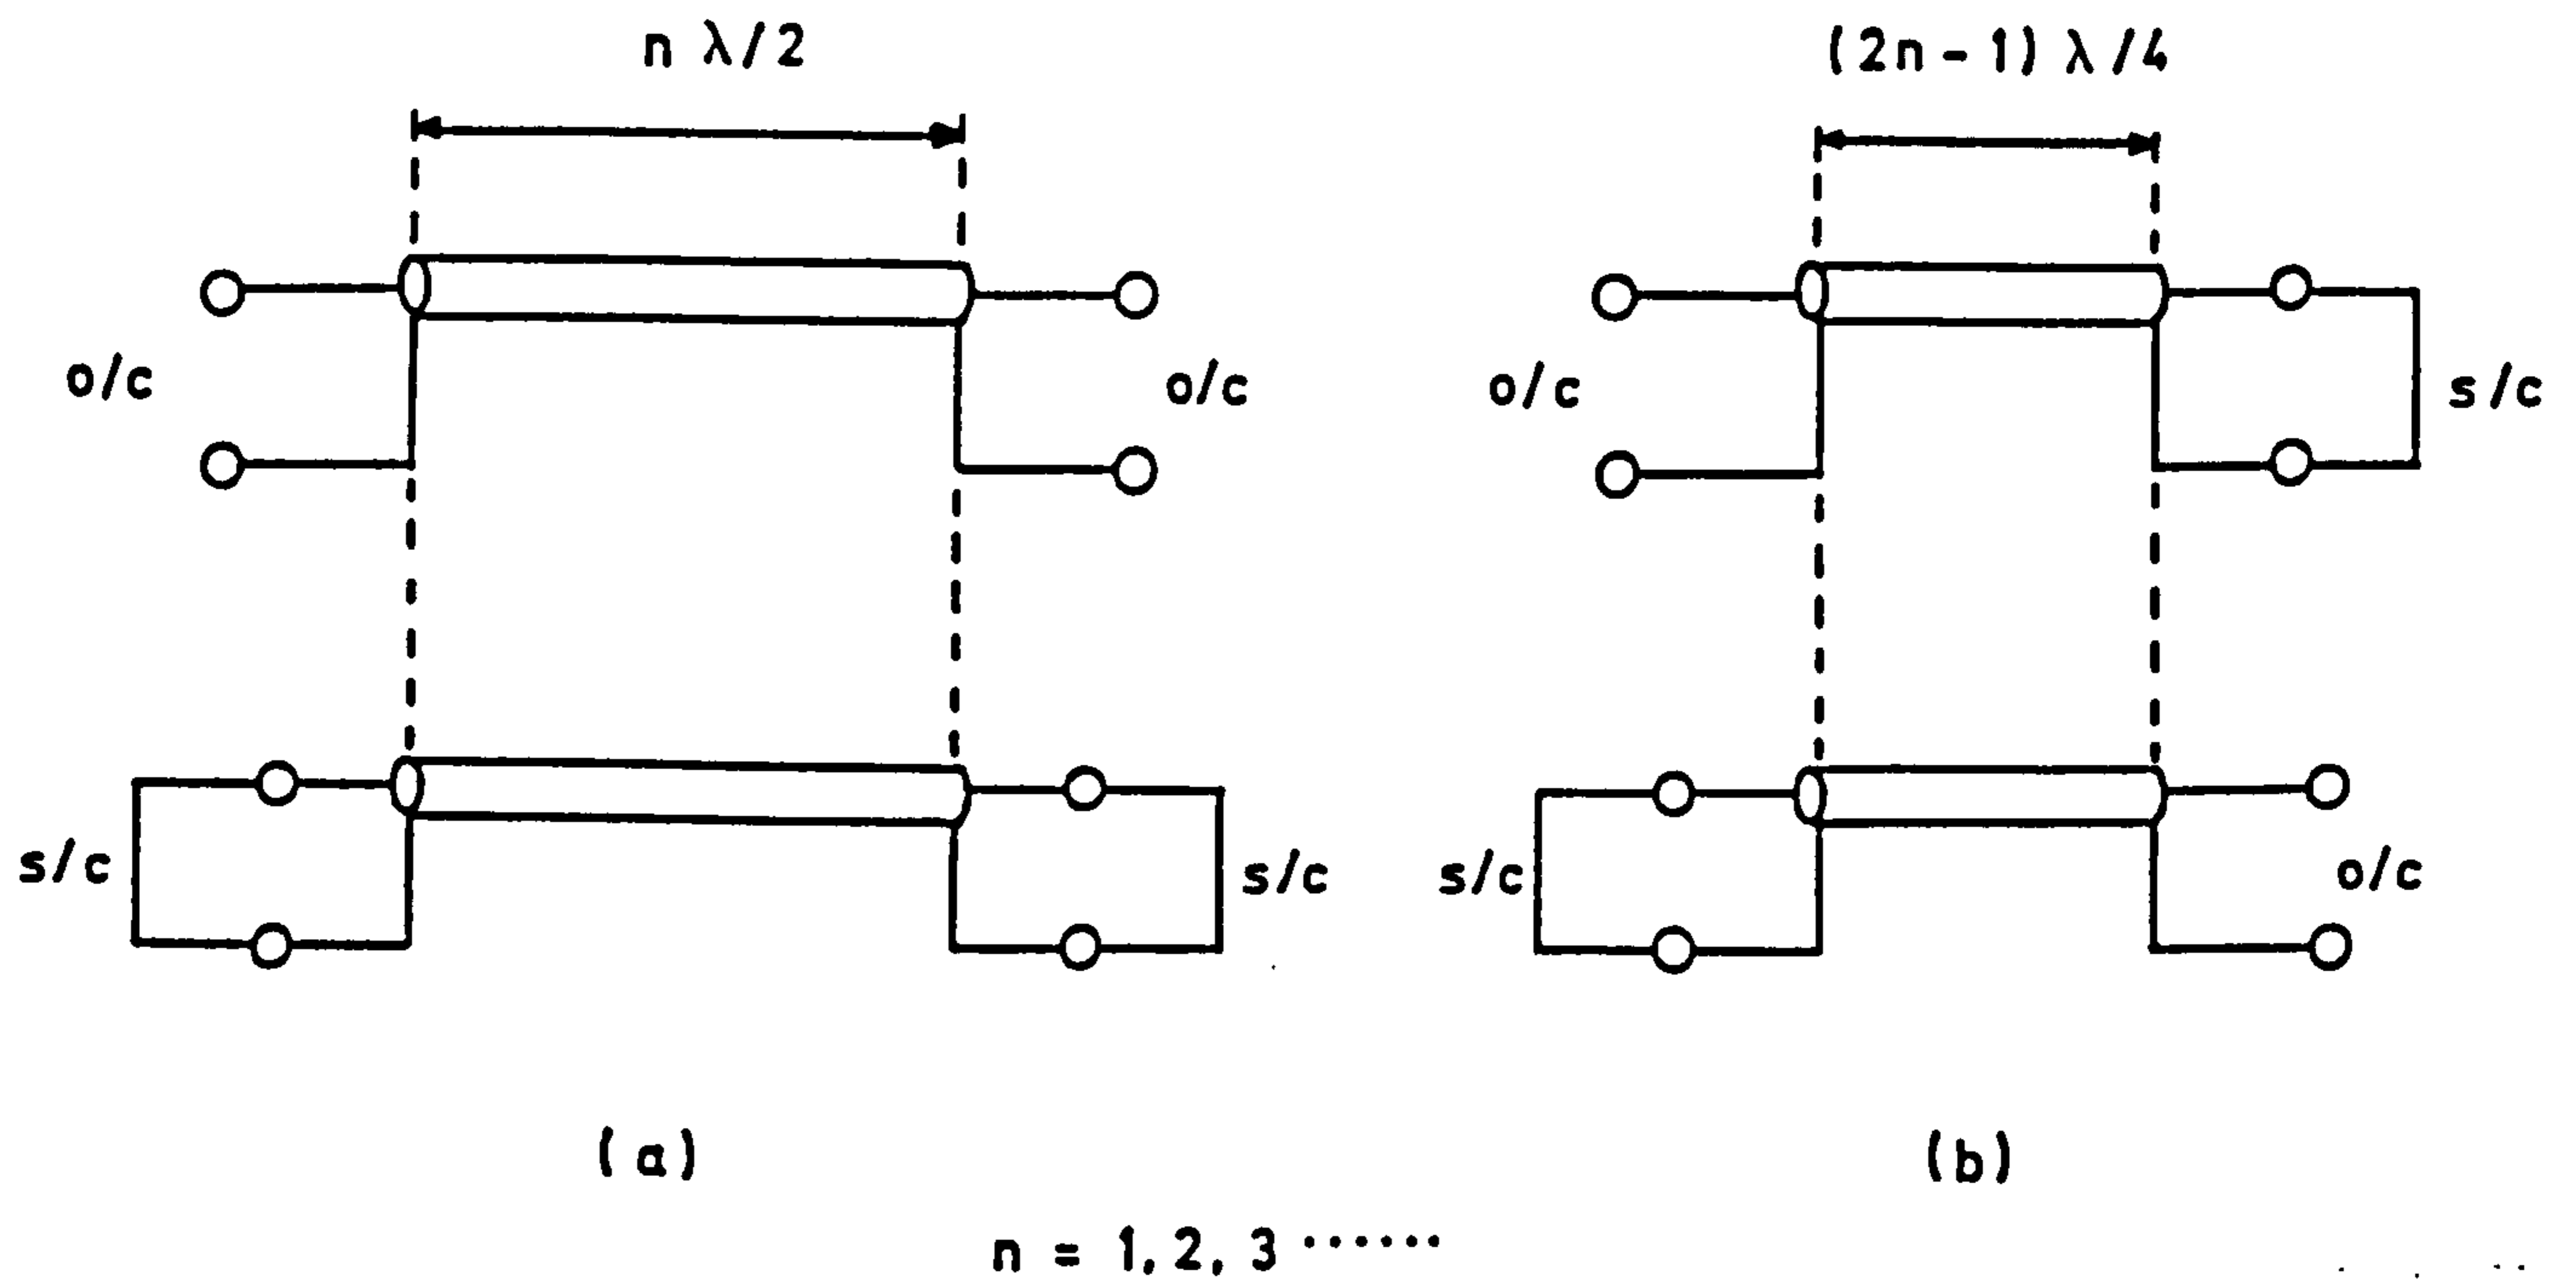 n λ/2
(2n - 1) λ/4
o/c
o/c
o/c
s/c
s/c
s/c
s/c
o/c
(a)
(b)
n = 1, 2, 3 ······